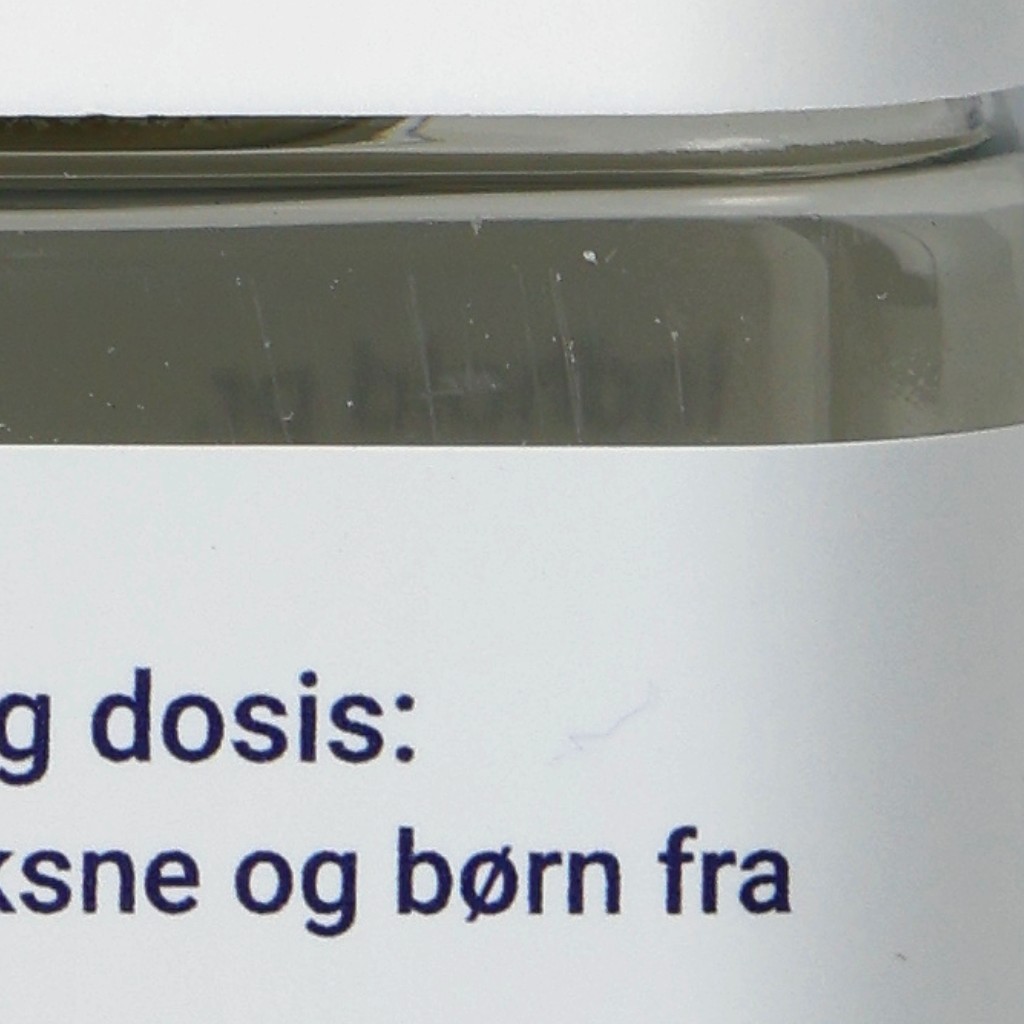 g dosis:
ksne og børn fra